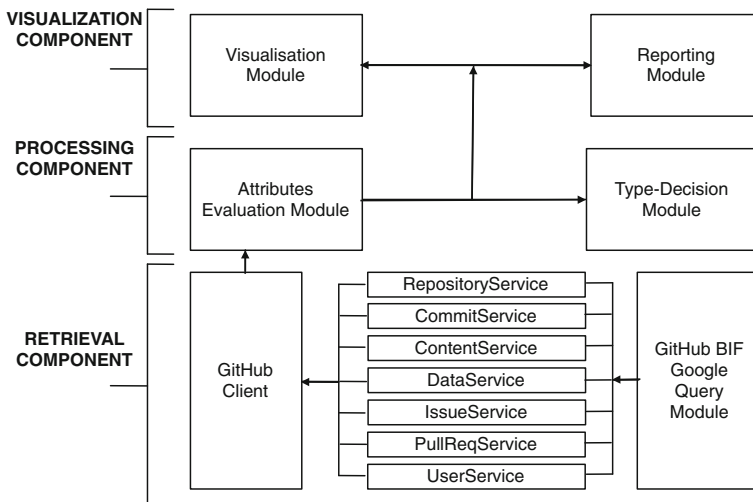 VISUALIZATION
COMPONENT
Visualisation
Module
Reporting
Module
PROCESSING
COMPONENT
Attributes
Evaluation Module
Type-Decision
Module
RETRIEVAL
COMPONENT
GitHub
Client
RepositoryService
CommitService
ContentService
DataService
IssueService
PullReqService
UserService
GitHub BIF
Google
Query
Module